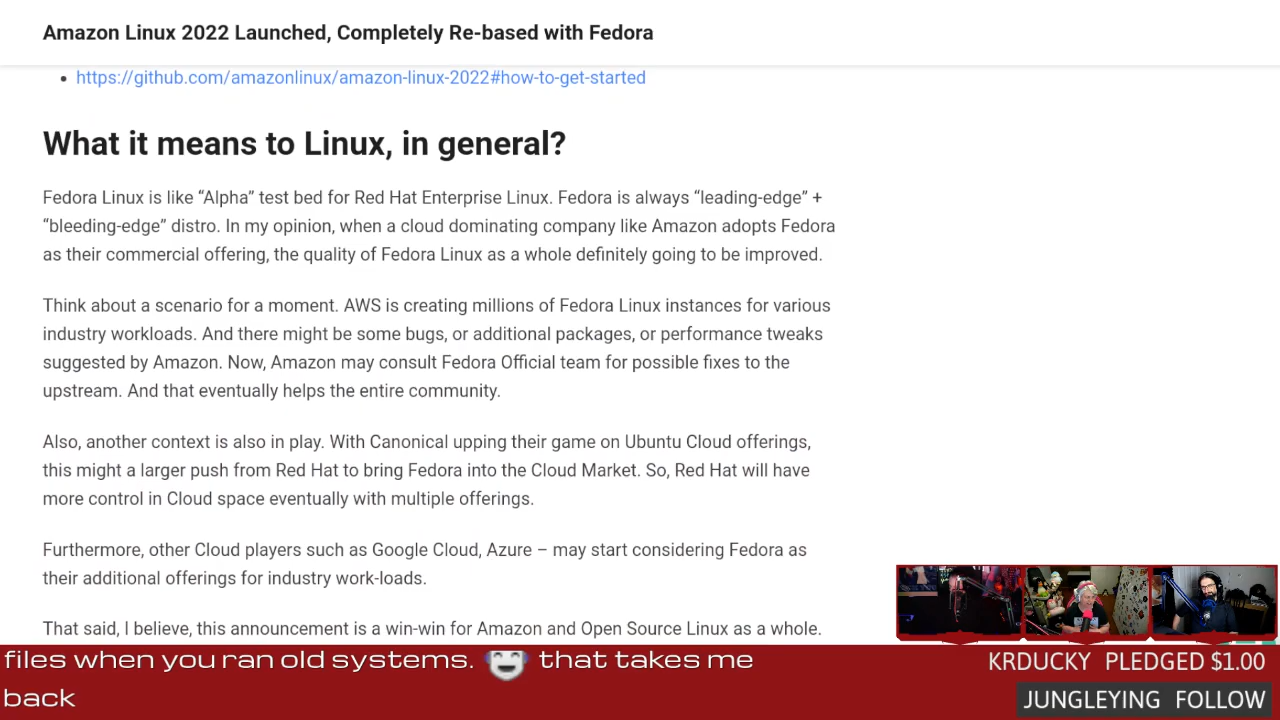 Amazon Linux 2022 Launched, Completely Re-based with Fedora
https://github.com/amazonlinux/amazon-linux-2022#how-to-get-started
What it means to Linux, in general?
Fedora Linux is like “Alpha” test bed for Red Hat Enterprise Linux. Fedora is always “leading-edge” +
“bleeding-edge” distro. In my opinion, when a cloud dominating company like Amazon adopts Fedora
as their commercial offering, the quality of Fedora Linux as a whole definitely going to be improved.
Think about a scenario for a moment. AWS is creating millions of Fedora Linux instances for various
industry workloads. And there might be some bugs, or additional packages, or performance tweaks
suggested by Amazon. Now, Amazon may consult Fedora Official team for possible fixes to the
upstream. And that eventually helps the entire community.
Also, another context is also in play. With Canonical upping their game on Ubuntu Cloud offerings,
this might a larger push from Red Hat to bring Fedora into the Cloud Market. So, Red Hat will have
more control in Cloud space eventually with multiple offerings.
Furthermore, other Cloud players such as Google Cloud, Azure – may start considering Fedora as
their additional offerings for industry work-loads.
That said, I believe, this announcement is a win-win for Amazon and Open Source Linux as a whole.
files when you ran old systems. that takes me
back
KRDUCKY PLEDGED $1.00
JUNGLEYING FOLLOW